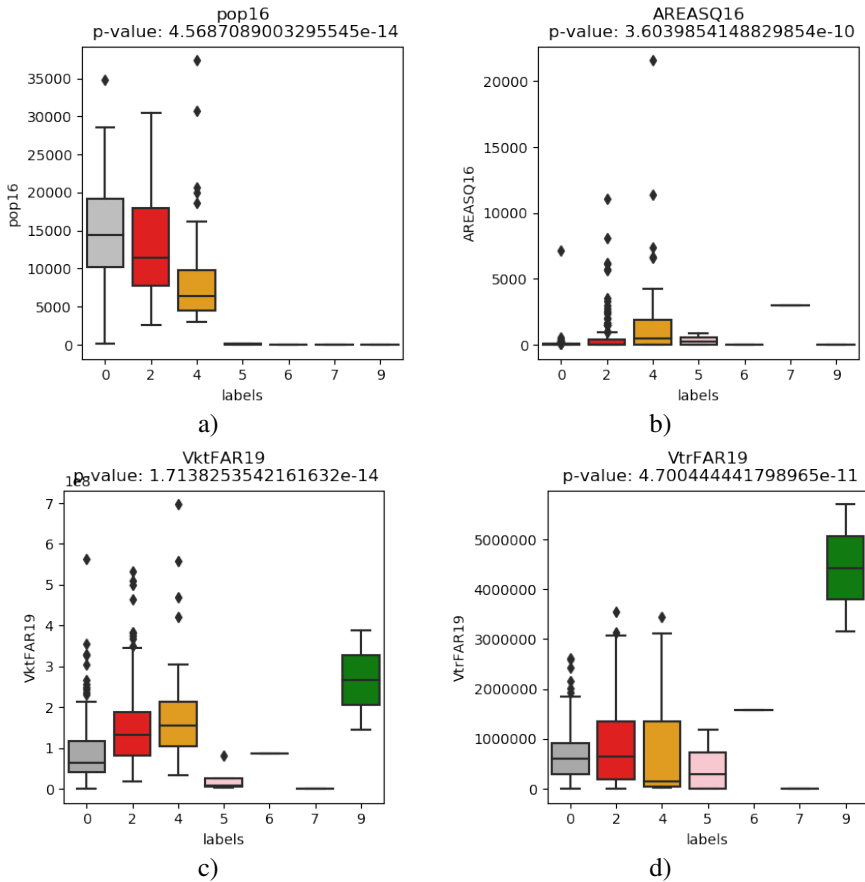 pop16
p-value: 4.5687089003295545e-14
35000
30000
25000
20000
15000
10000
5000
0
pop16
0 2 4 5 6 7 9
labels
a)
AREASQ16
p-value: 3.6039854148829854e-10
20000
15000
10000
5000
0
AREASQ16
0 2 4 5 6 7 9
labels
b)
VktFAR19
p-value: 1.7138253542161632e-14
1e8
7
6
5
4
3
2
1
0
VktFAR19
0 2 4 5 6 7 9
labels
c)
VtrFAR19
p-value: 4.700444441798965e-11
5000000
4000000
3000000
2000000
1000000
0
VtrFAR19
0 2 4 5 6 7 9
labels
d)